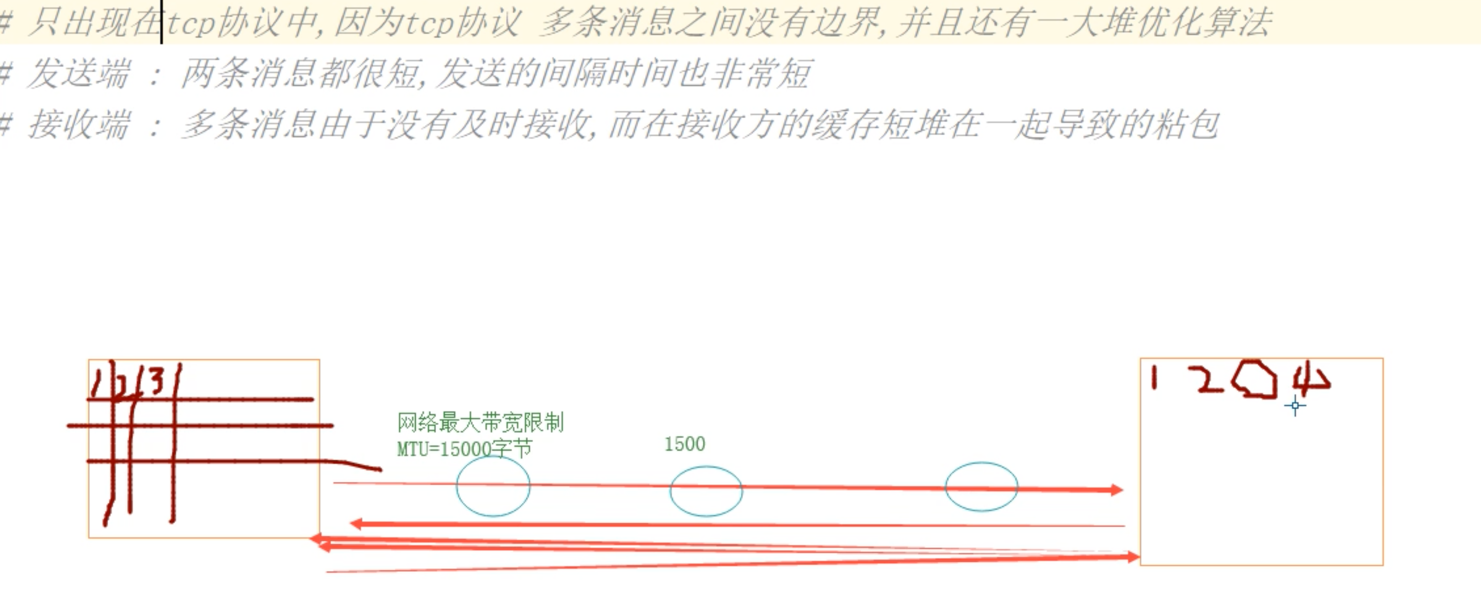 # 只出现在tcp协议中,因为tcp协议 多条消息之间没有边界,并且还有一大堆优化算法
# 发送端 : 两条消息都很短,发送的间隔时间也非常短
# 接收端 : 多条消息由于没有及时接收,而在接收方的缓存短堆在一起导致的粘包
1 2 3
网络最大带宽限制
MTU=15000字节
1500
1 2 4